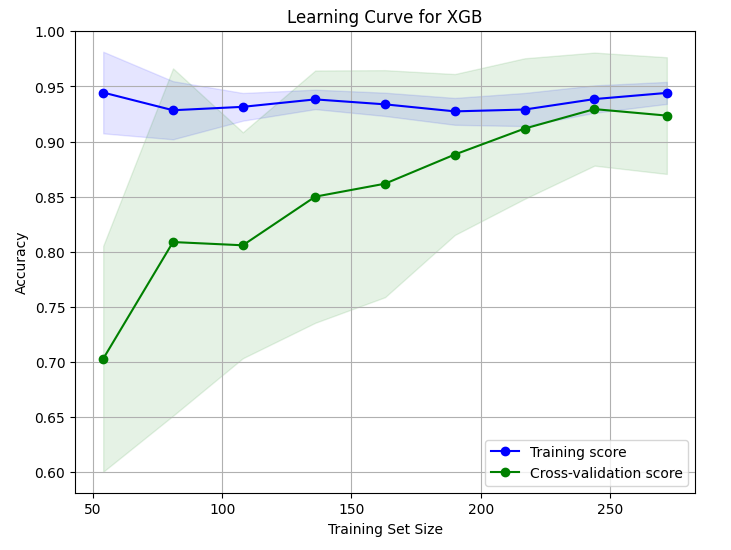 Learning Curve for XGB
1.00
0.95
0.90
0.85
0.80
0.75
0.70
0.65
0.60
Accuracy
50
100
150
200
250
Training Set Size
Training score
Cross-validation score